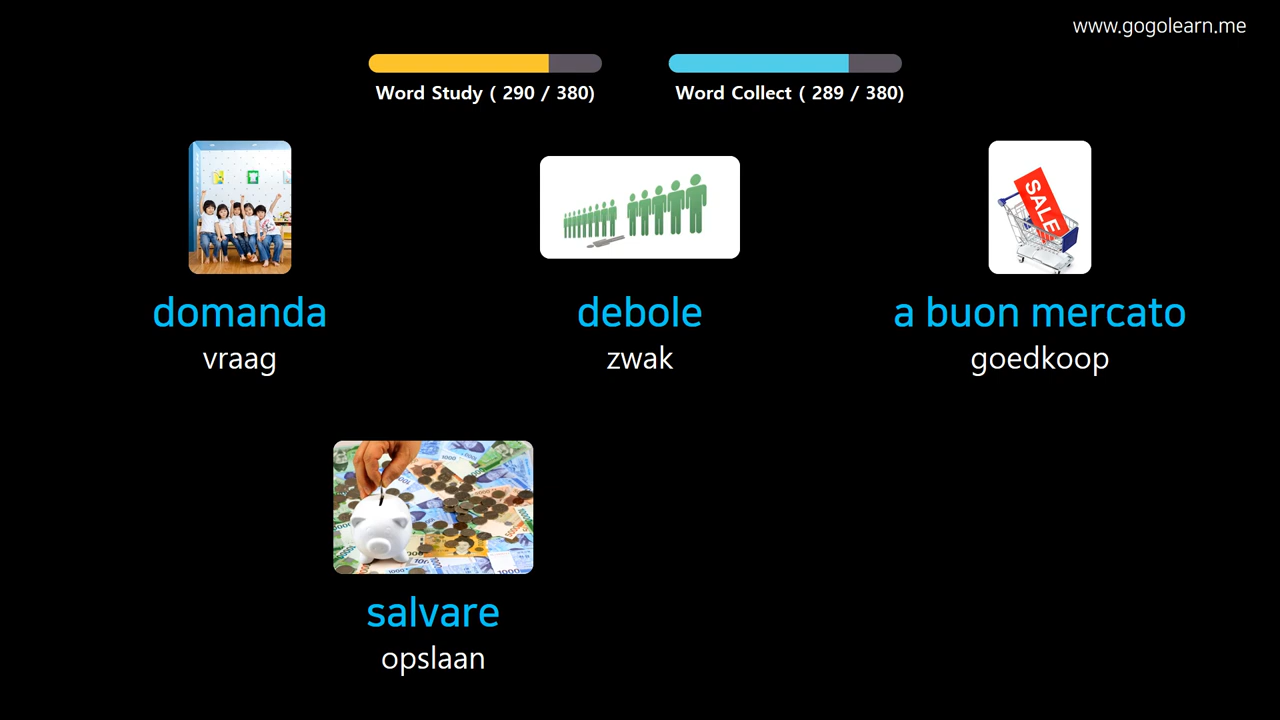 www.gogolearn.me
Word Study ( 290 / 380)
Word Collect ( 289 / 380)
SALE
domanda
vraag
debole
zwak
a buon mercato
goedkoop
salvare
opslaan